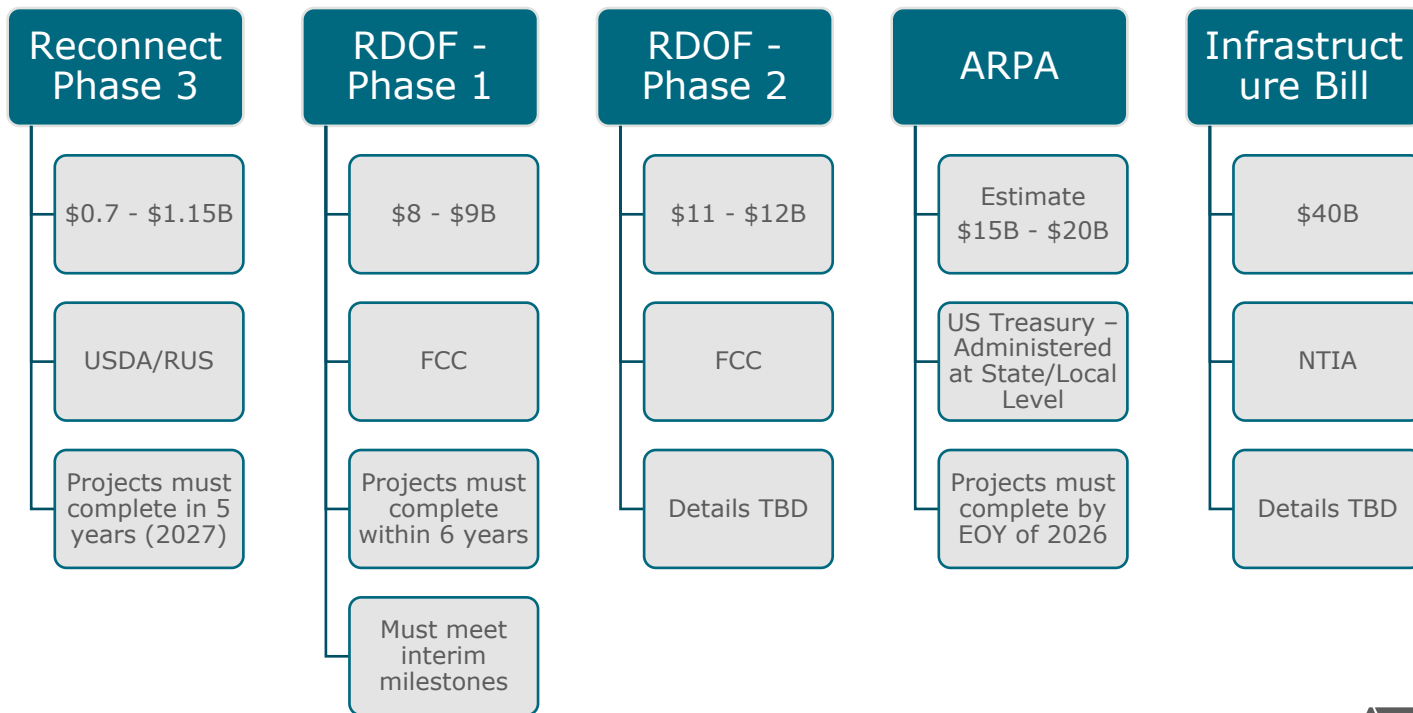 Reconnect
Phase 3
$0.7 - $1.15B
USDA/RUS
Projects must
complete in 5
years (2027)
RDOF -
Phase 1
$8 - $9B
FCC
Projects must
complete
within 6 years
Must meet
interim
milestones
RDOF -
Phase 2
$11 - $12B
FCC
Details TBD
ARPA
Estimate
$15B - $20B
US Treasury –
Administered
at State/Local
Level
Projects must
complete by
EOY of 2026
Infrastruct
ure Bill
$40B
NTIA
Details TBD